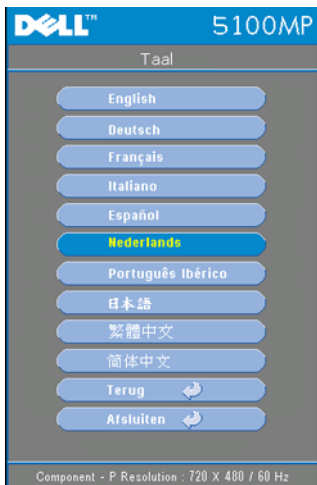 DELL™ 5100MP
Taal
English
Deutsch
Français
Italiano
Español
Nederlands
Português Ibérico
日本語
繁體中文
简体中文
Terug
Afsluiten
Component - P Resolution : 720 X 480 / 60 Hz